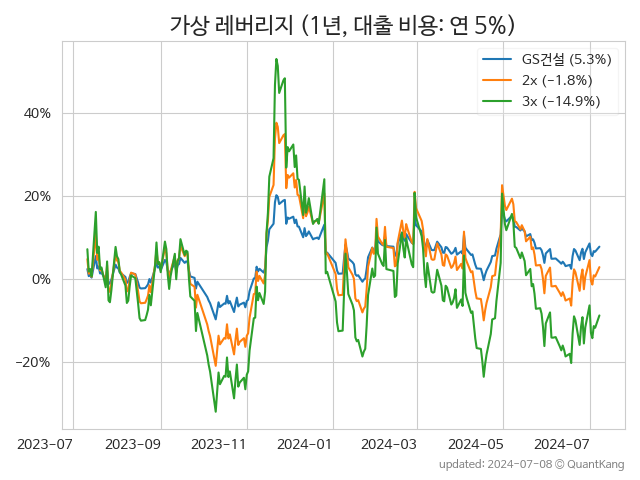 가상 레버리지 (1년, 대출 비용: 연 5%)
GS건설 (5.3%)
2x (−1.8%)
3x (−14.9%)
40%
20%
0%
−20%
2023-07 2023-09 2023-11 2024-01 2024-03 2024-05 2024-07
updated: 2024-07-08 © QuantKang